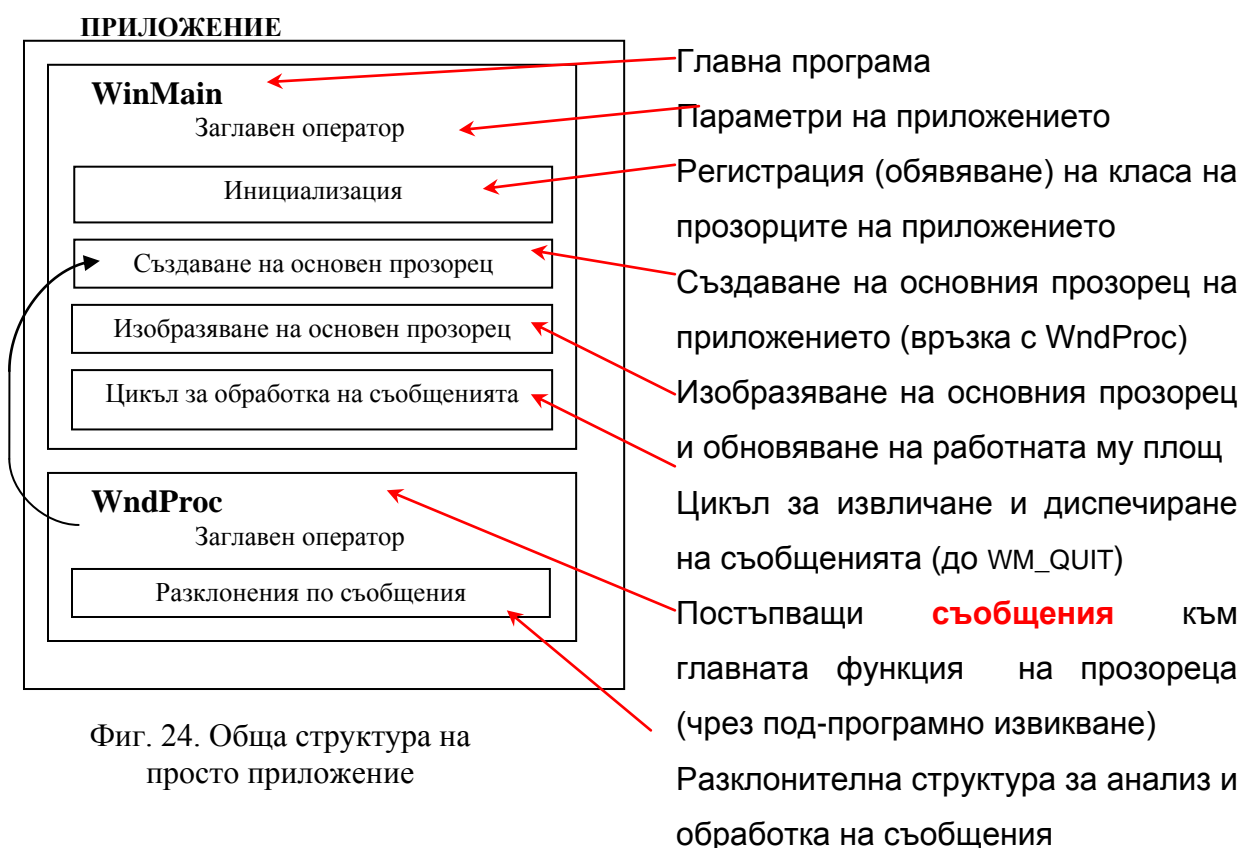 ПРИЛОЖЕНИЕ
WinMain
Заглавен оператор
Инициализация
Създаване на основен прозорец
Изобразяване на основен прозорец
Цикъл за обработка на съобщенията
WndProc
Заглавен оператор
Разклонения по съобщения
Фиг. 24. Обща структура на
просто приложение
Главна програма
Параметри на приложението
Регистрация (обявяване) на класа на
прозорците на приложението
Създаване на основния прозорец на
приложението (връзка с WndProc)
Изобразяване на основния прозорец
и обновяване на работната му площ
Цикъл за извличане и диспечиране
на съобщенията (до WM_QUIT)
Постъпващи съобщения към
главната функция на прозореца
(чрез под-програмно извикване)
Разклонителна структура за анализ и
обработка на съобщения